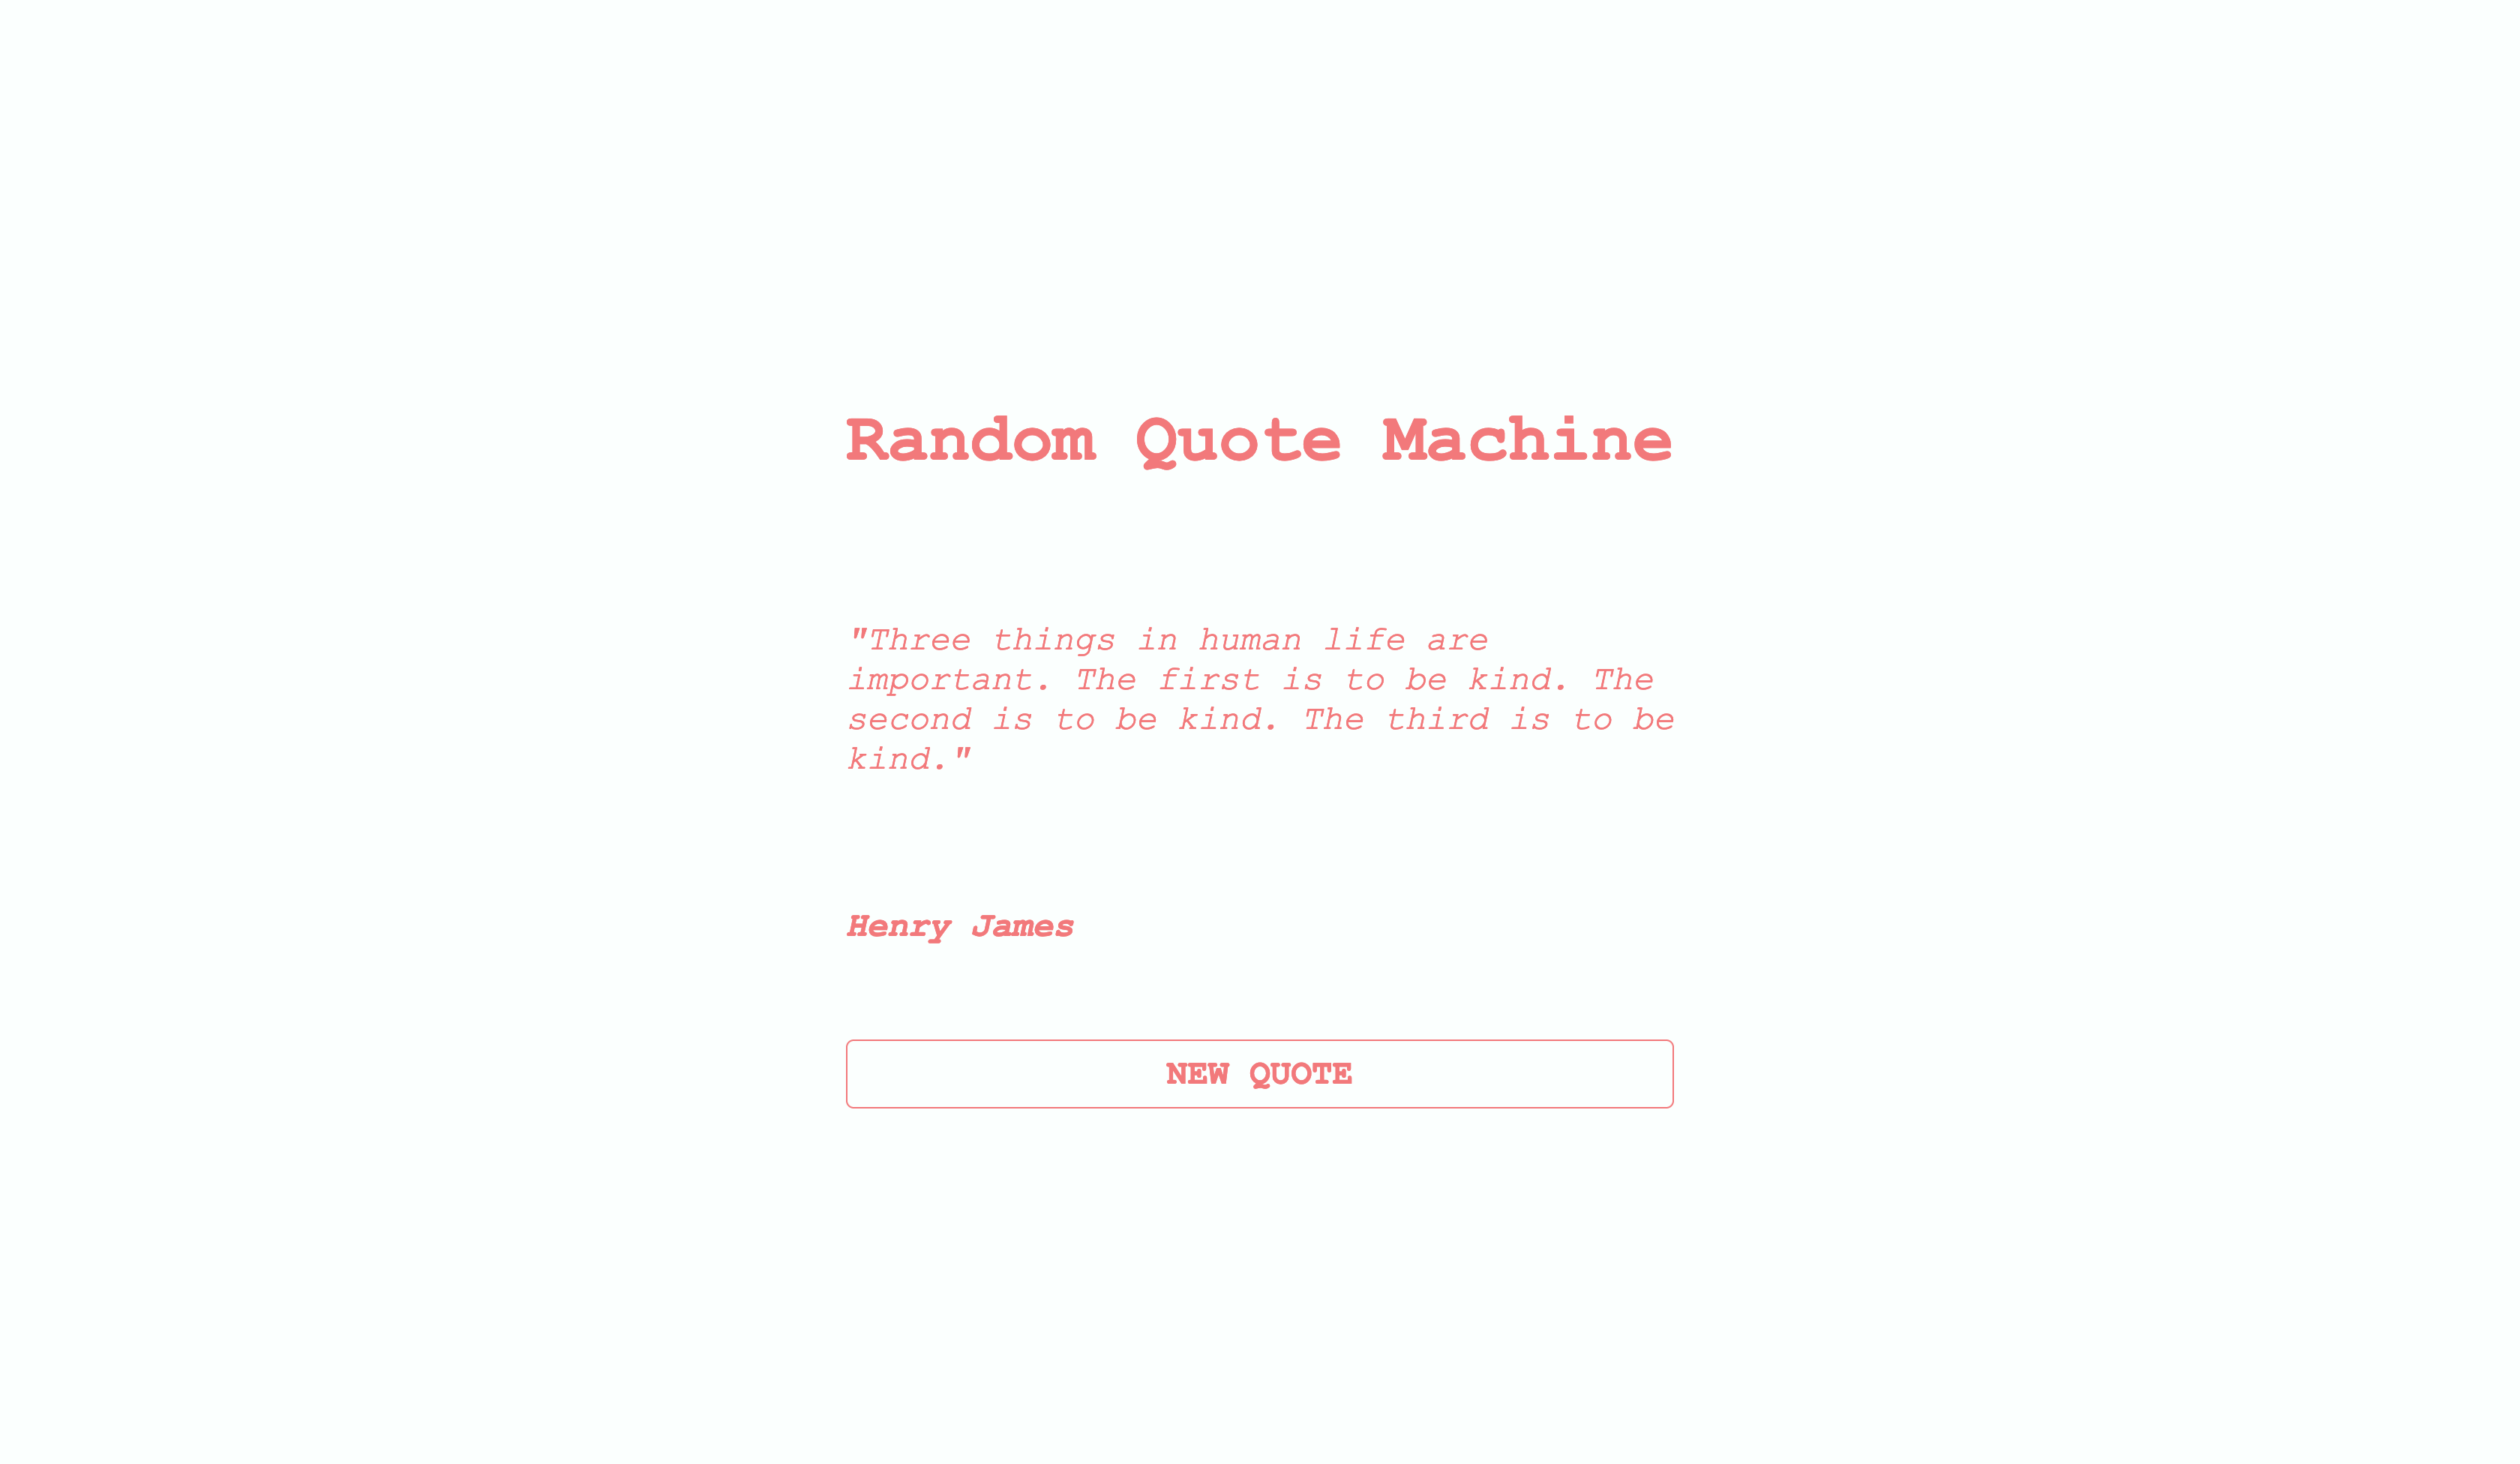 Random Quote Machine
"Three things in human life are
important. The first is to be kind. The
second is to be kind. The third is to be
kind."
Henry James
NEW QUOTE